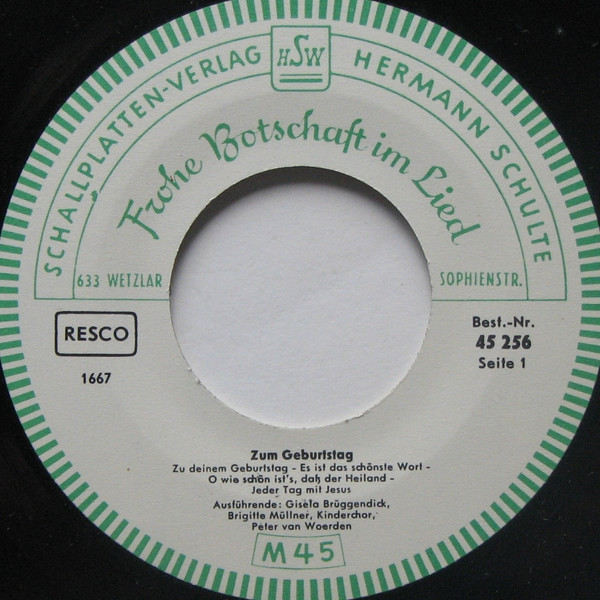 SCHALLPLATTEN-VERLAG HSW HERMANN SCHULTE
Frohe Botschaft im Lied
633 WETZLAR SOPHIENSTR.
RESCO
1667
Best.-Nr.
45 256
Seite 1
Zum Geburtstag
Zu deinem Geburtstag - Es ist das schönste Wort -
O wie schön ist's, daß der Heiland -
Jeder Tag mit Jesus
Ausführende: Gisela Brüggendick,
Brigitte Müllner, Kinderchor,
Peter van Woerden
M 45